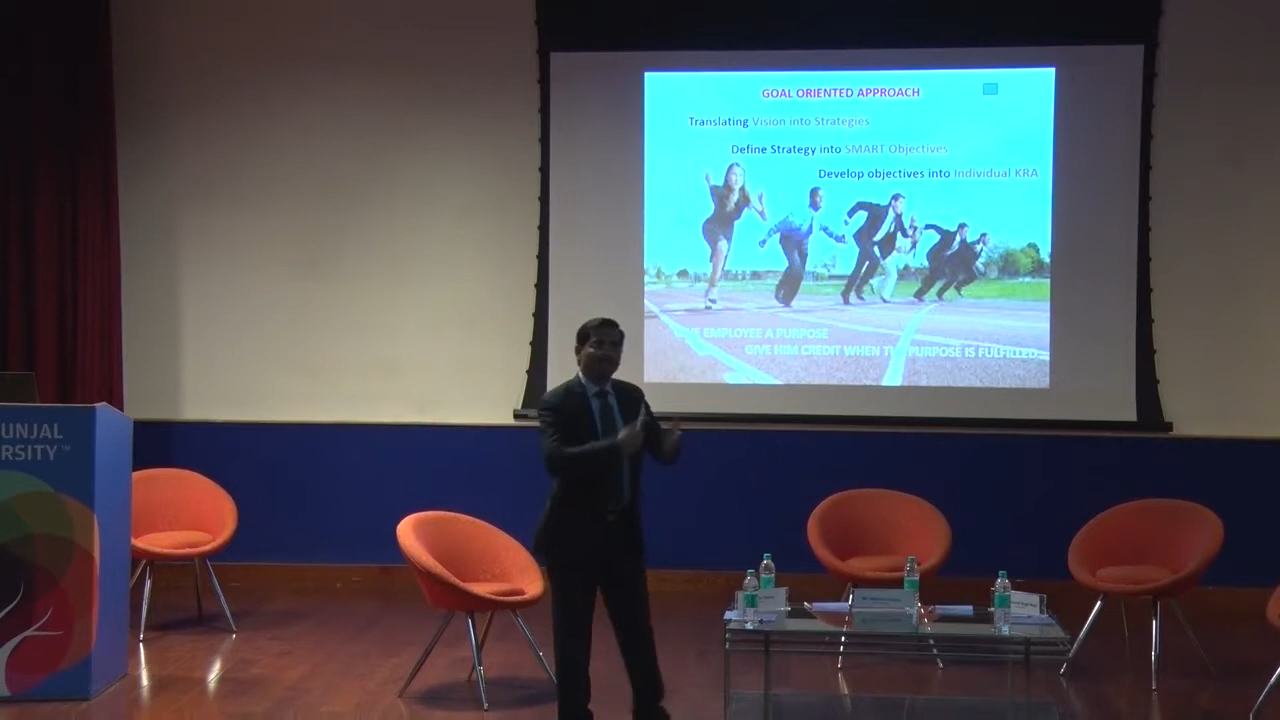 GOAL ORIENTED APPROACH
Translating Vision into Strategies
Define Strategy into SMART Objectives
Develop objectives into Individual KRA
EMPLOYEE A PURPOSE
GIVE HIM CREDIT WHEN PURPOSE IS FULFILLED
UNJAL
RSITY™